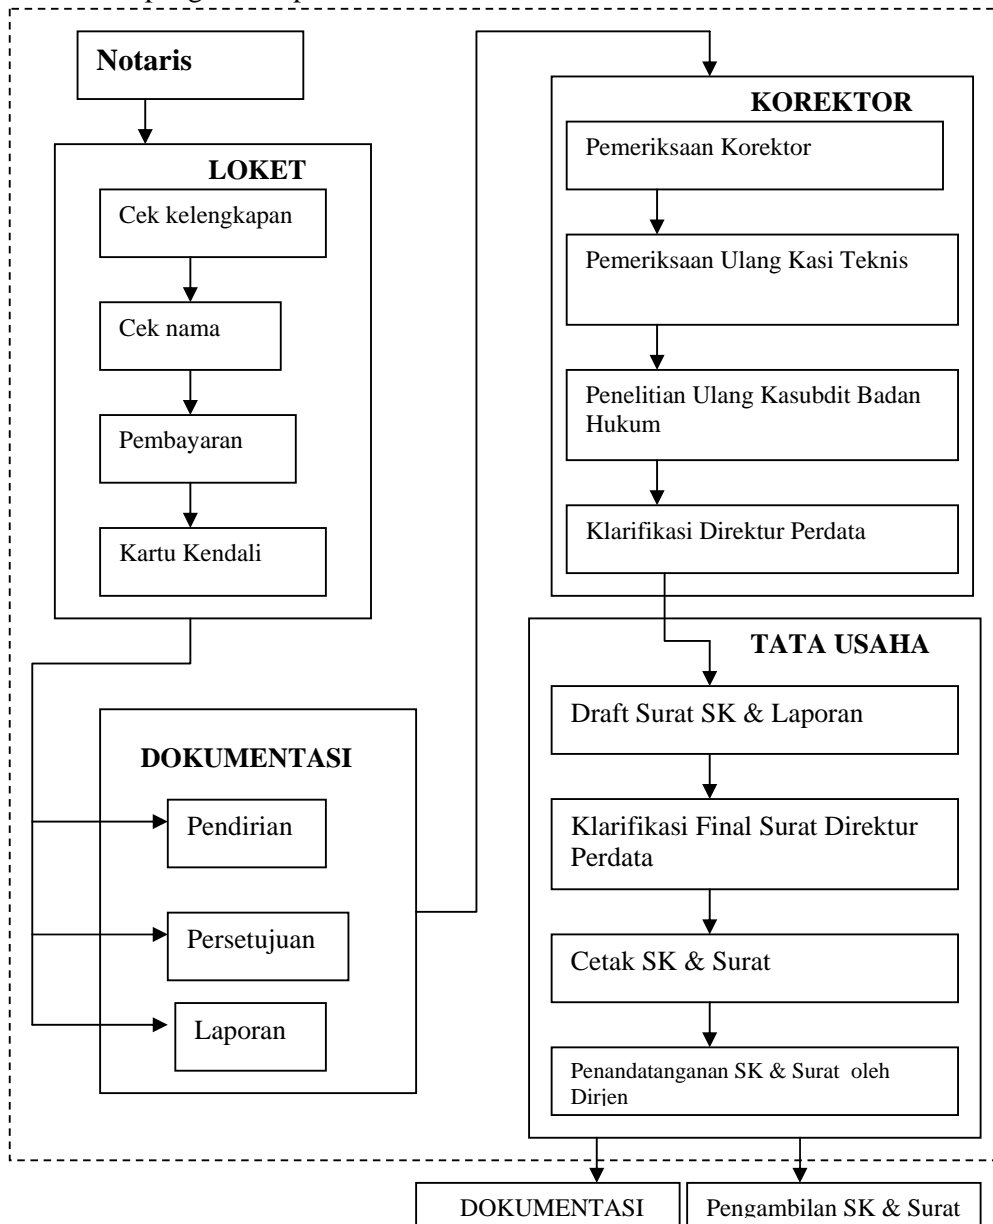 Notaris
LOKET
Cek kelengkapan
Cek nama
Pembayaran
Kartu Kendali
DOKUMENTASI
Pendirian
Persetujuan
Laporan
KOREKTOR
Pemeriksaan Korektor
Pemeriksaan Ulang Kasi Teknis
Penelitian Ulang Kasubdit Badan
Hukum
Klarifikasi Direktur Perdata
TATA USAHA
Draft Surat SK & Laporan
Klarifikasi Final Surat Direktur
Perdata
Cetak SK & Surat
Penandatanganan SK & Surat oleh
Dirjen
DOKUMENTASI
Pengambilan SK & Surat